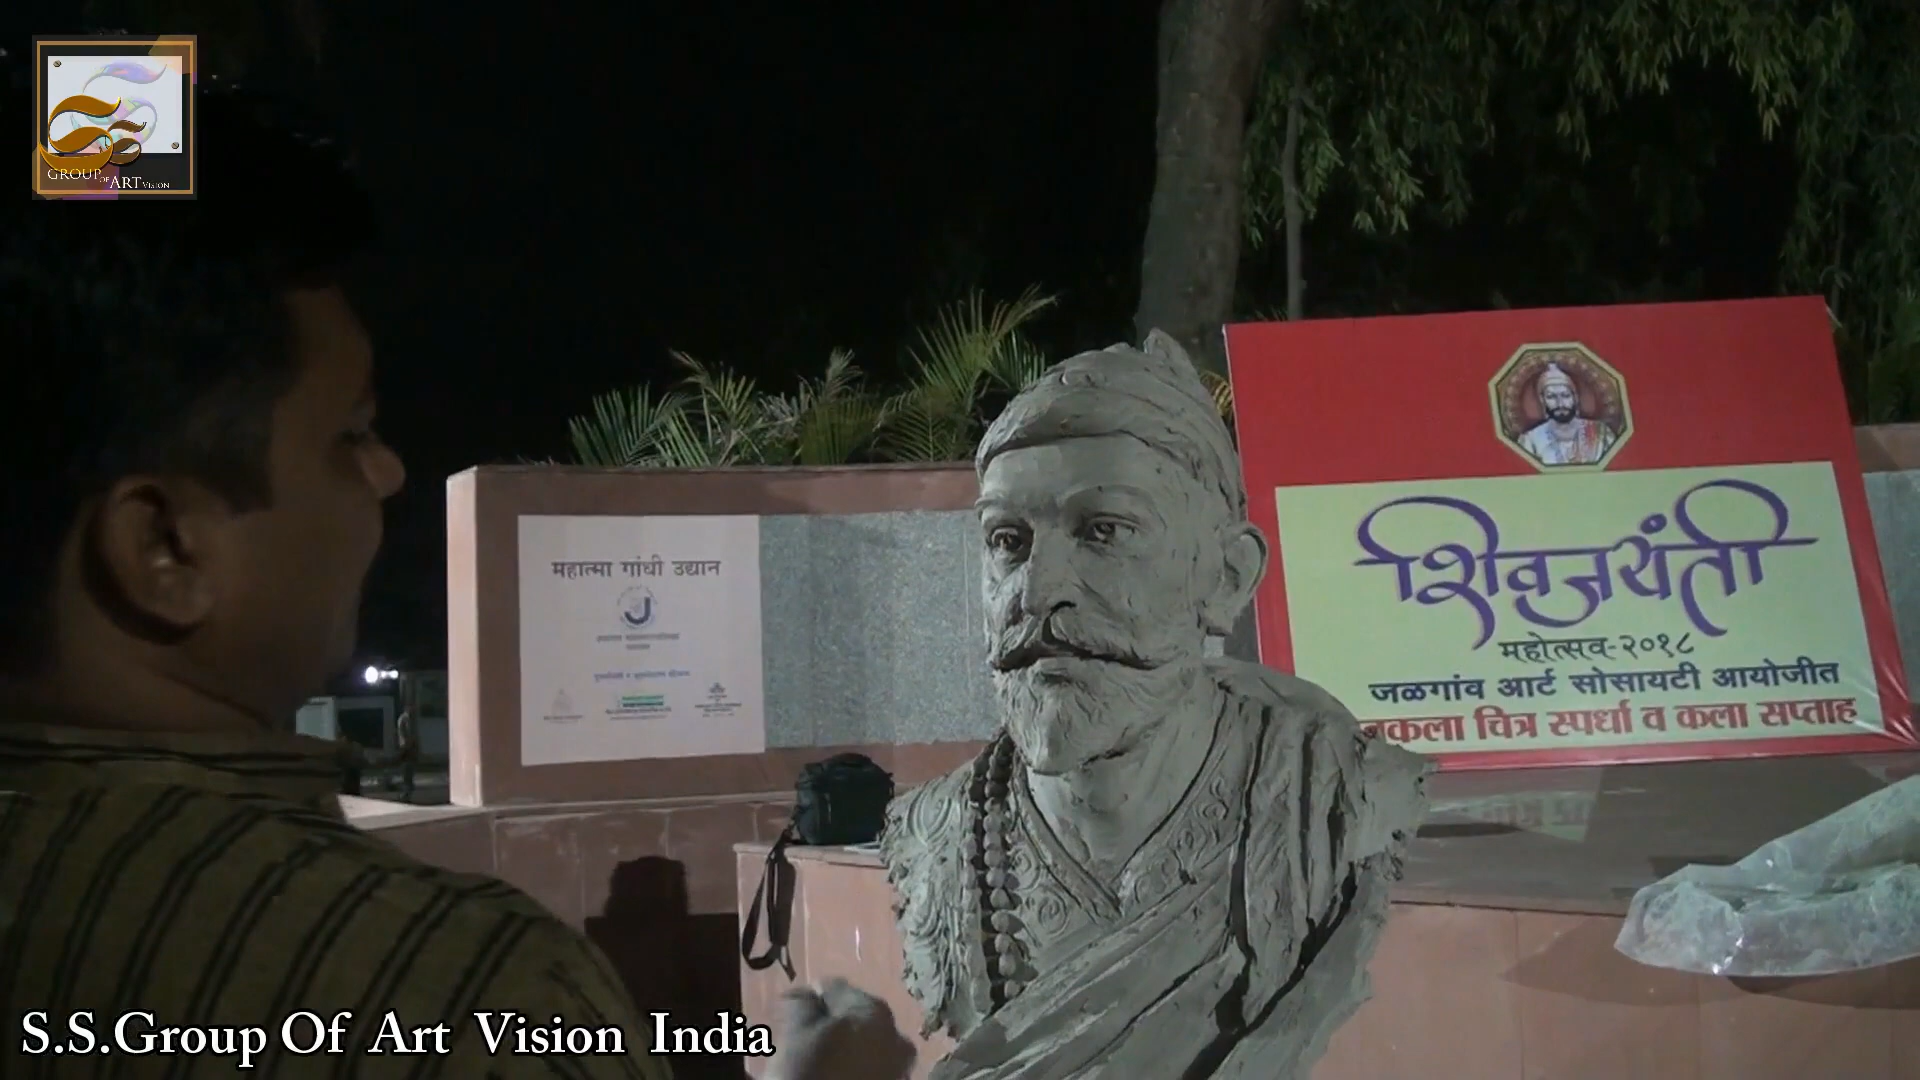 GROUP OF ART VISION
महात्मा गांधी उद्यान
शिवजयंती
महोत्सव-२०१८
जळगांव आर्ट सोसायटी आयोजीत
चित्र स्पर्धा व कला सप्ताह
S.S.Group Of Art Vision India